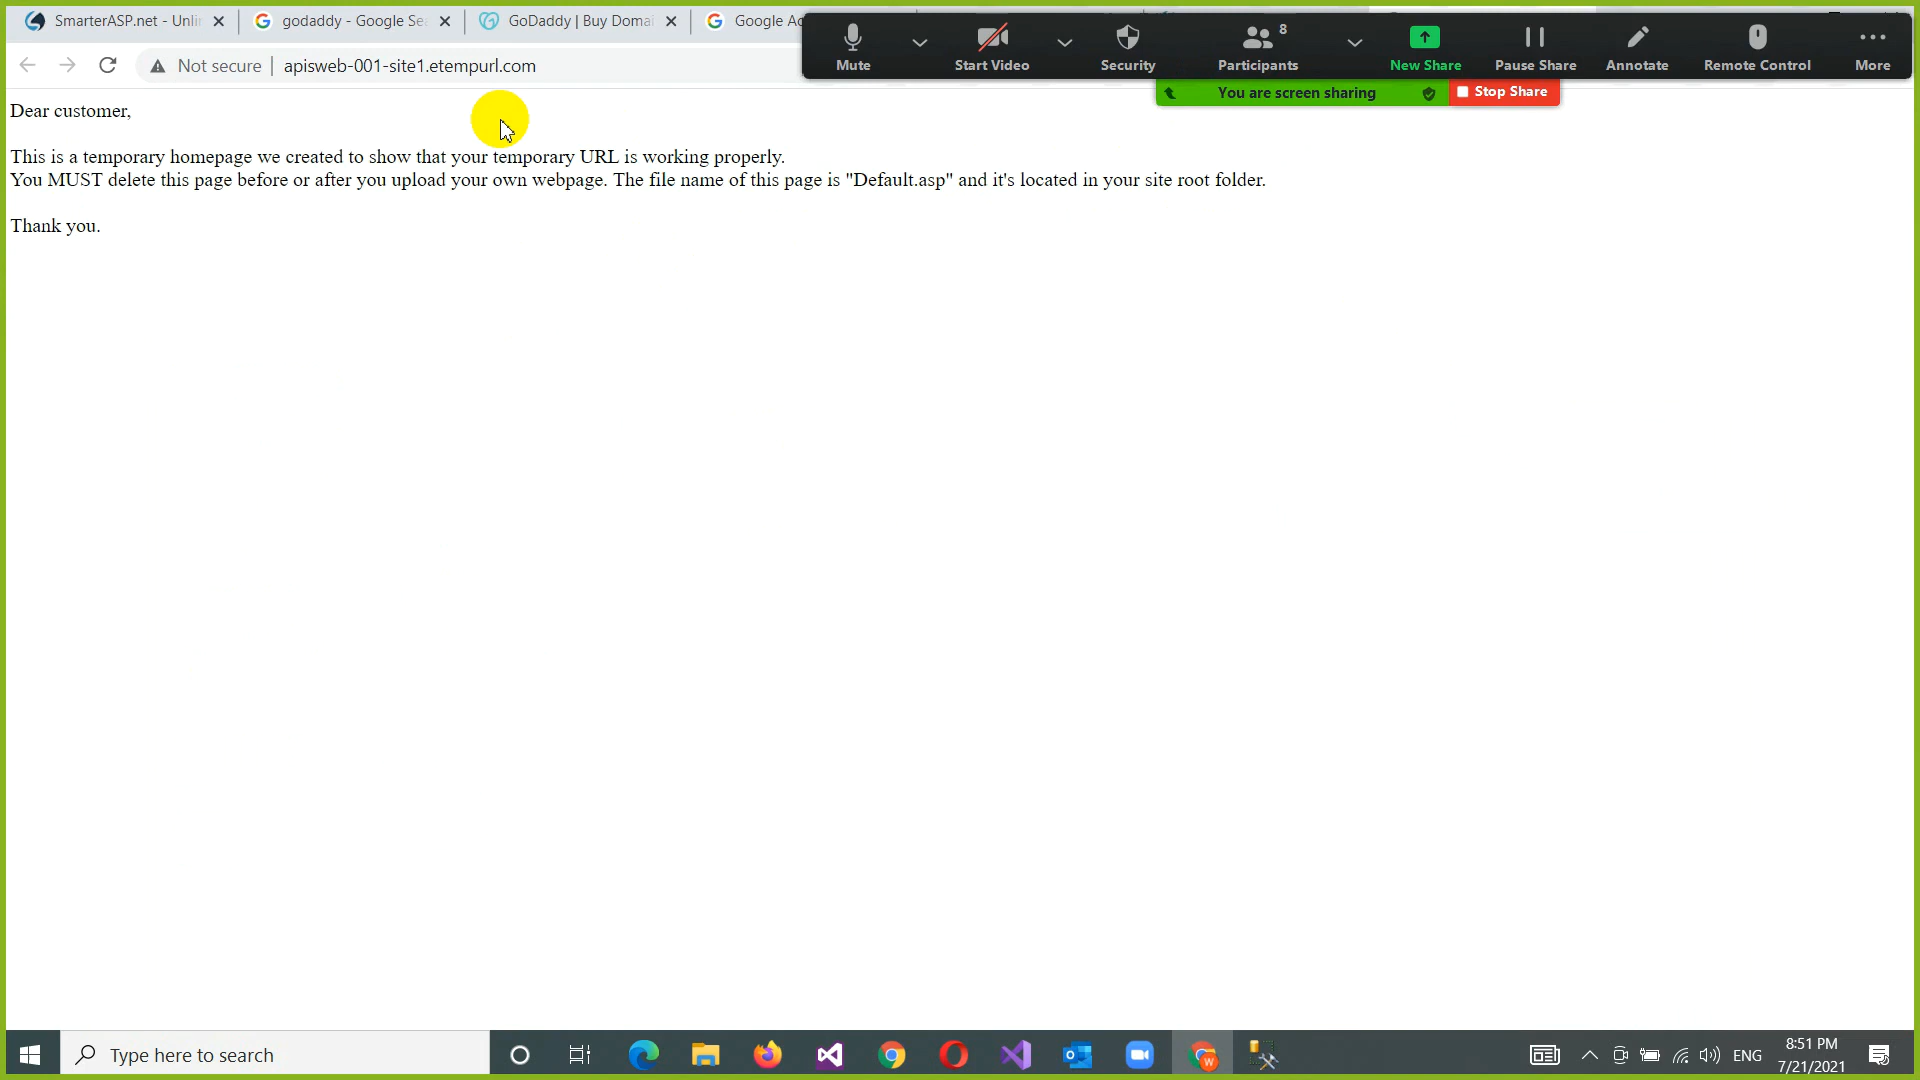 SmarterASP.net - Unli
godaddy - Google Se
GoDaddy | Buy Domai
Google Ac
Mute
Start Video
Security
8
Participants
New Share
Pause Share
Annotate
Remote Control
More
Not secure | apisweb-001-site1.etempurl.com
You are screen sharing
Stop Share
Dear customer,
This is a temporary homepage we created to show that your temporary URL is working properly.
You MUST delete this page before or after you upload your own webpage. The file name of this page is "Default.asp" and it's located in your site root folder.
Thank you.
Type here to search
ENG
8:51 PM
7/21/2021